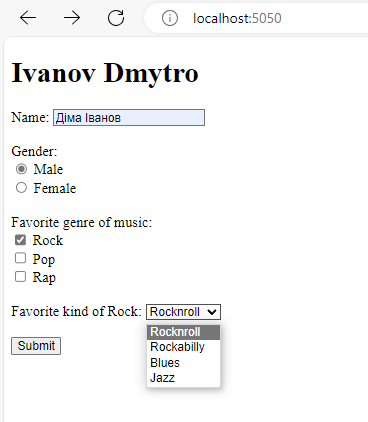 localhost:5050
Ivanov Dmytro
Name: Діма Іванов
Gender:
Male
Female
Favorite genre of music:
Rock
Pop
Rap
Favorite kind of Rock: Rocknroll
Rocknroll
Rockabilly
Blues
Jazz
Submit